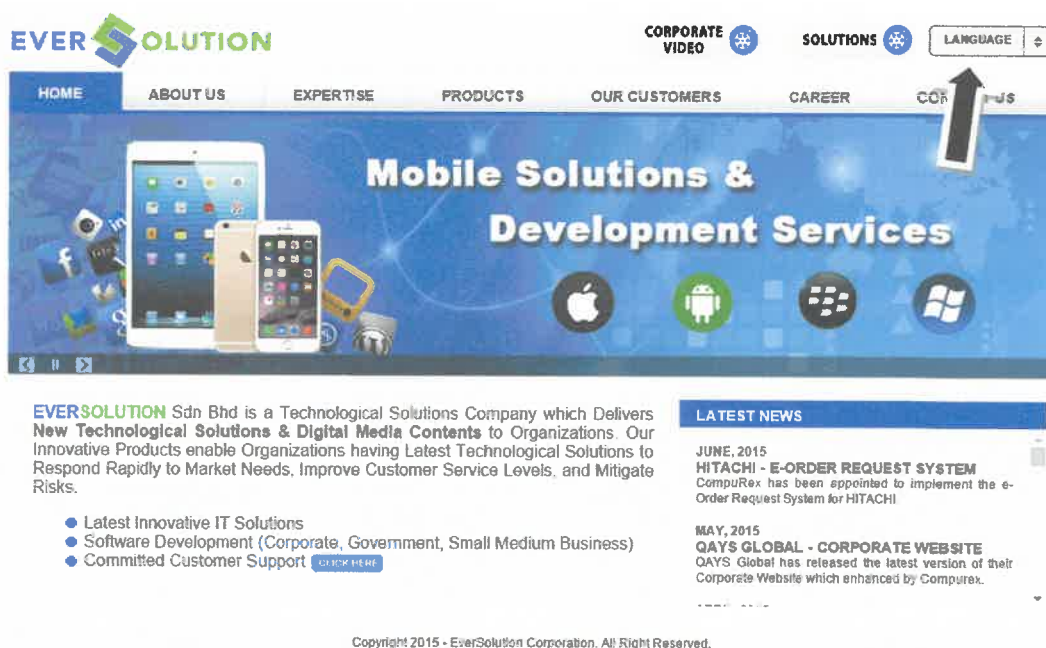 EVERSOLUTION
CORPORATE
VIDEO
SOLUTIONS
LANGUAGE
HOME ABOUT US EXPERTISE PRODUCTS OUR CUSTOMERS CAREER US
Mobile Solutions &
Development Services
EVERSOLUTION Sdn Bhd is a Technological Solutions Company which Delivers
New Technological Solutions & Digital Media Contents to Organizations. Our
Innovative Products enable Organizations having Latest Technological Solutions to
Respond Rapidly to Market Needs, Improve Customer Service Levels, and Mitigate
Risks.
Latest Innovative IT Solutions
Software Development (Corporate, Government, Small Medium Business)
Committed Customer Support CLICK HERE
LATEST NEWS
JUNE, 2015
HITACHI - E-ORDER REQUEST SYSTEM
CompuRex has been appointed to implement the e-
Order Request System for HITACHI
MAY, 2015
QAYS GLOBAL - CORPORATE WEBSITE
QAYS Global has released the latest version of their
Corporate Website which enhanced by Compurex.
Copyright 2015 - EverSolution Corporation. All Right Reserved.